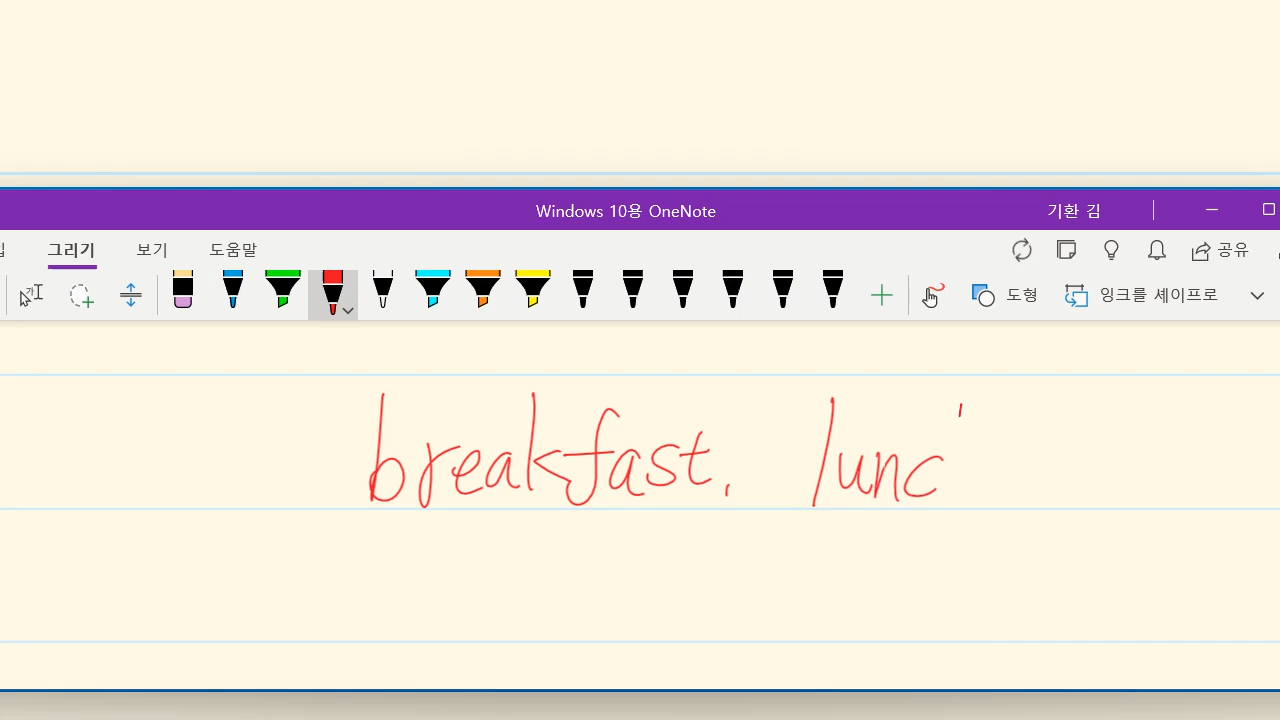 Windows 10용 OneNote 기환 김
그리기 보기 도움말 공유
도형 잉크를 셰이프로
breakfast, lunc